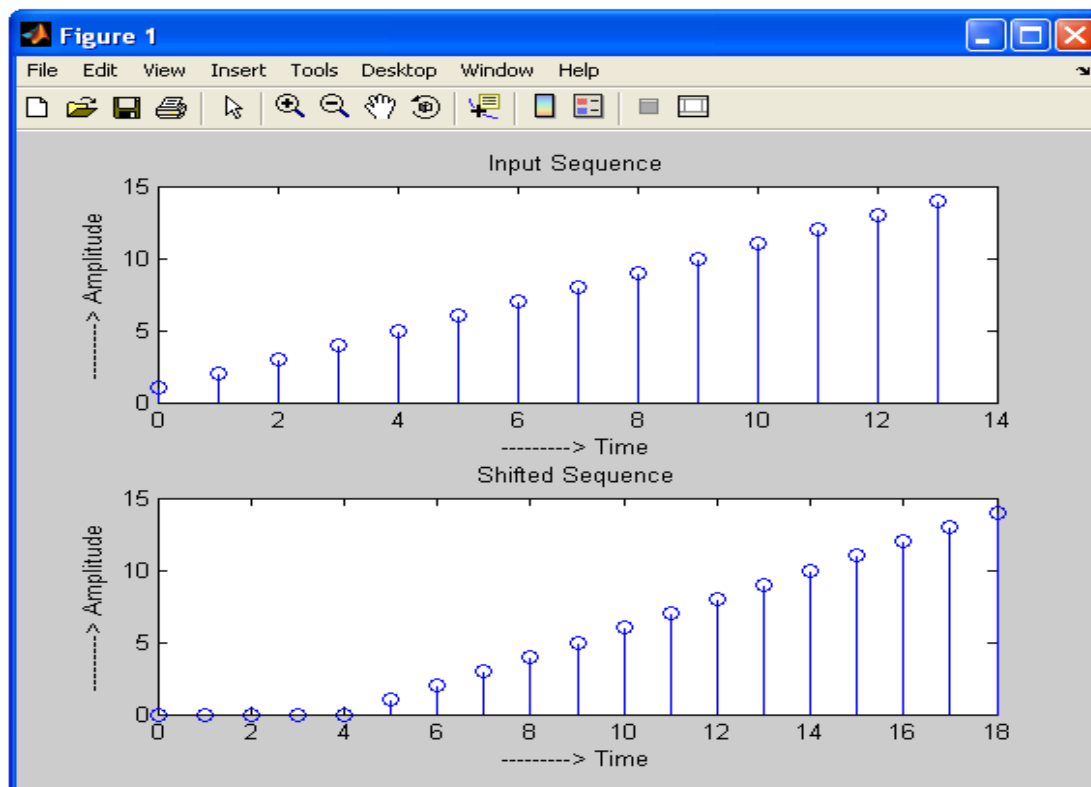 Figure 1
File Edit View Insert Tools Desktop Window Help
Input Sequence
-------> Amplitude
15
10
5
0
0 2 4 6 8 10 12 14
---------> Time
Shifted Sequence
-------> Amplitude
15
10
5
0
0 2 4 6 8 10 12 14 16 18
---------> Time